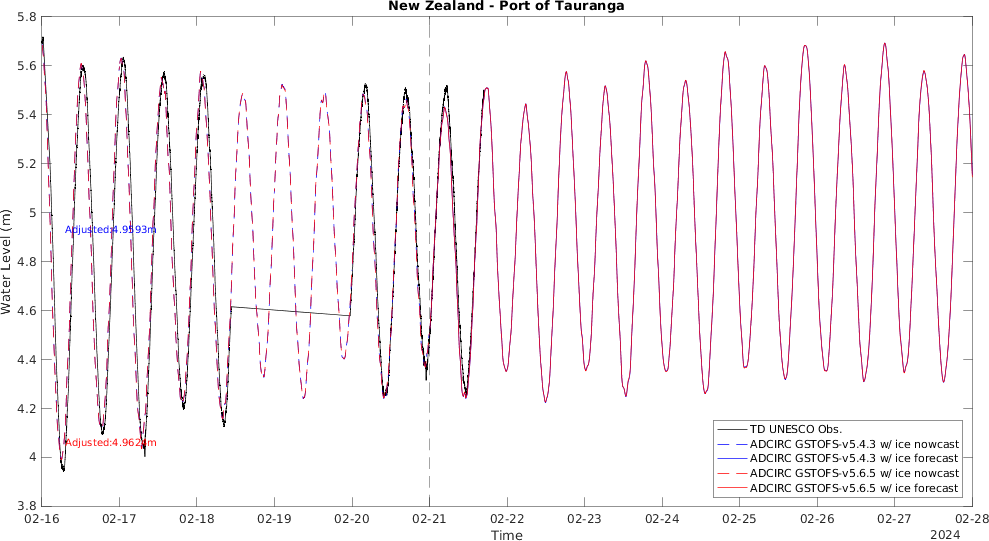 New Zealand - Port of Tauranga
5.8
5.6
5.4
5.2
5
4.8
4.6
4.4
4.2
4
3.8
Water Level (m)
Adjusted:4.9593m
TD UNESCO Obs.
ADCIRC GSTOFS-v5.4.3 w/ ice nowcast
ADCIRC GSTOFS-v5.4.3 w/ ice forecast
ADCIRC GSTOFS-v5.6.5 w/ ice nowcast
ADCIRC GSTOFS-v5.6.5 w/ ice forecast
02-16 02-17 02-18 02-19 02-20 02-21 02-22 02-23 02-24 02-25 02-26 02-27 02-28
Time
2024